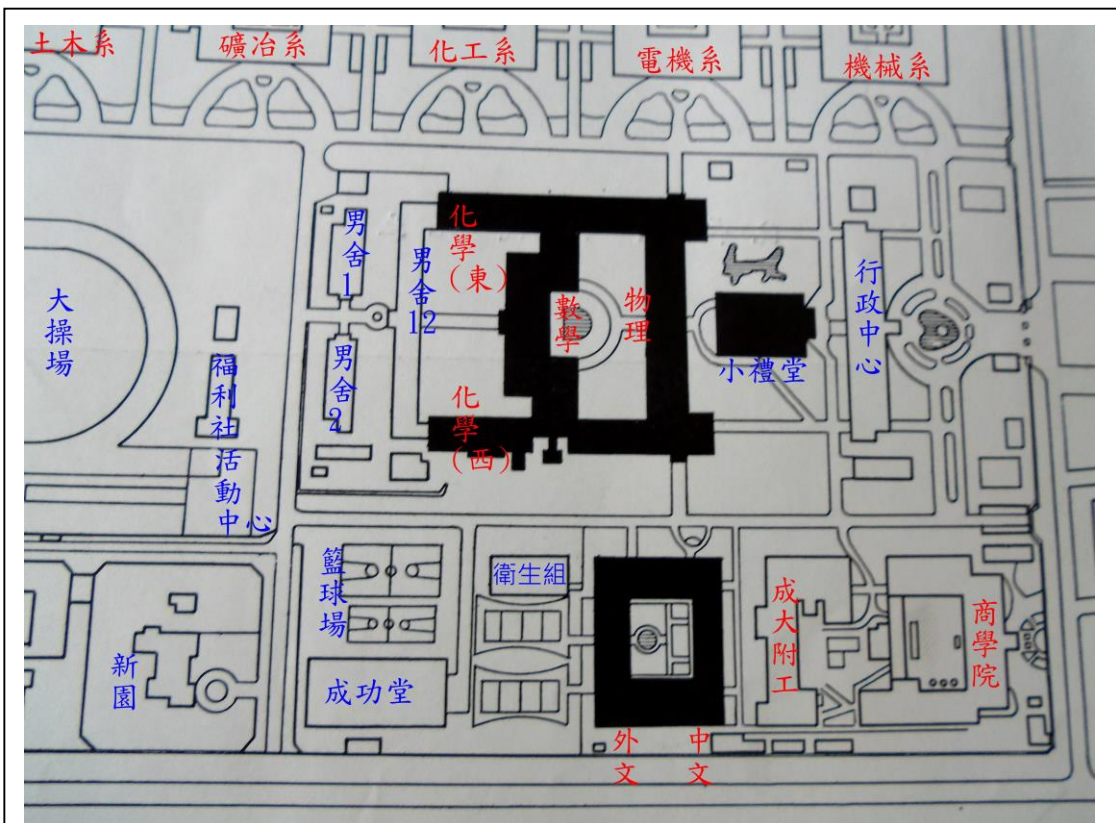 土木系
礦冶系
化工系
電機系
機械系
化學(東)
男舍1
男舍12
數學
物理
行政中心
大操場
小禮堂
男舍2
福利社活動中心
化學(西)
籃球場
衛生組
成大附工
商學院
新園
成功堂
外文
中文